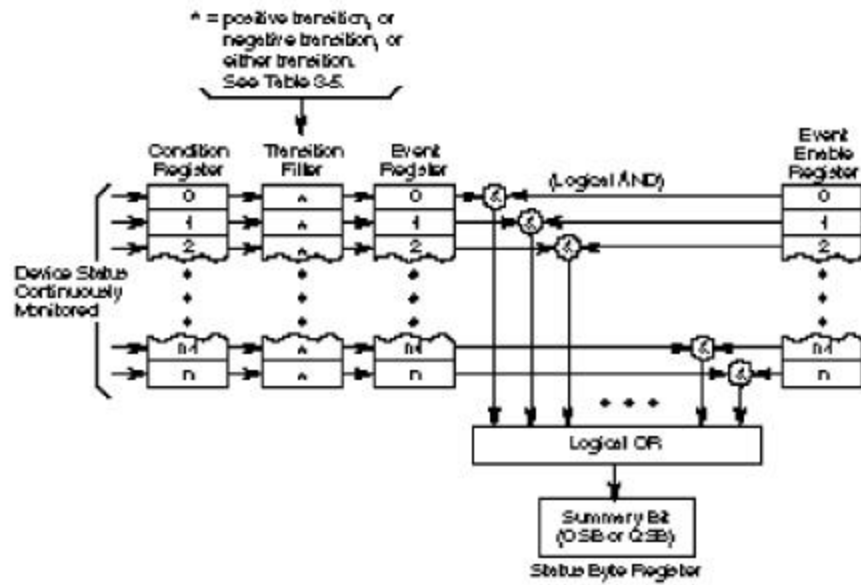 * = positive transition, or
negative transition, or
either transition.
See Table 3-5.
Condition
Register
Transition
Filter
Event
Register
Event
Enable
Register
(Logical AND)
0
*
0
&
0
1
*
1
&
1
2
*
2
&
2
Device Status
Continuously
Monitored
n-1
*
n-1
&
n-1
n
*
n
&
n
Logical OR
Summary Bit
(OSB or QSB)
Status Byte Register